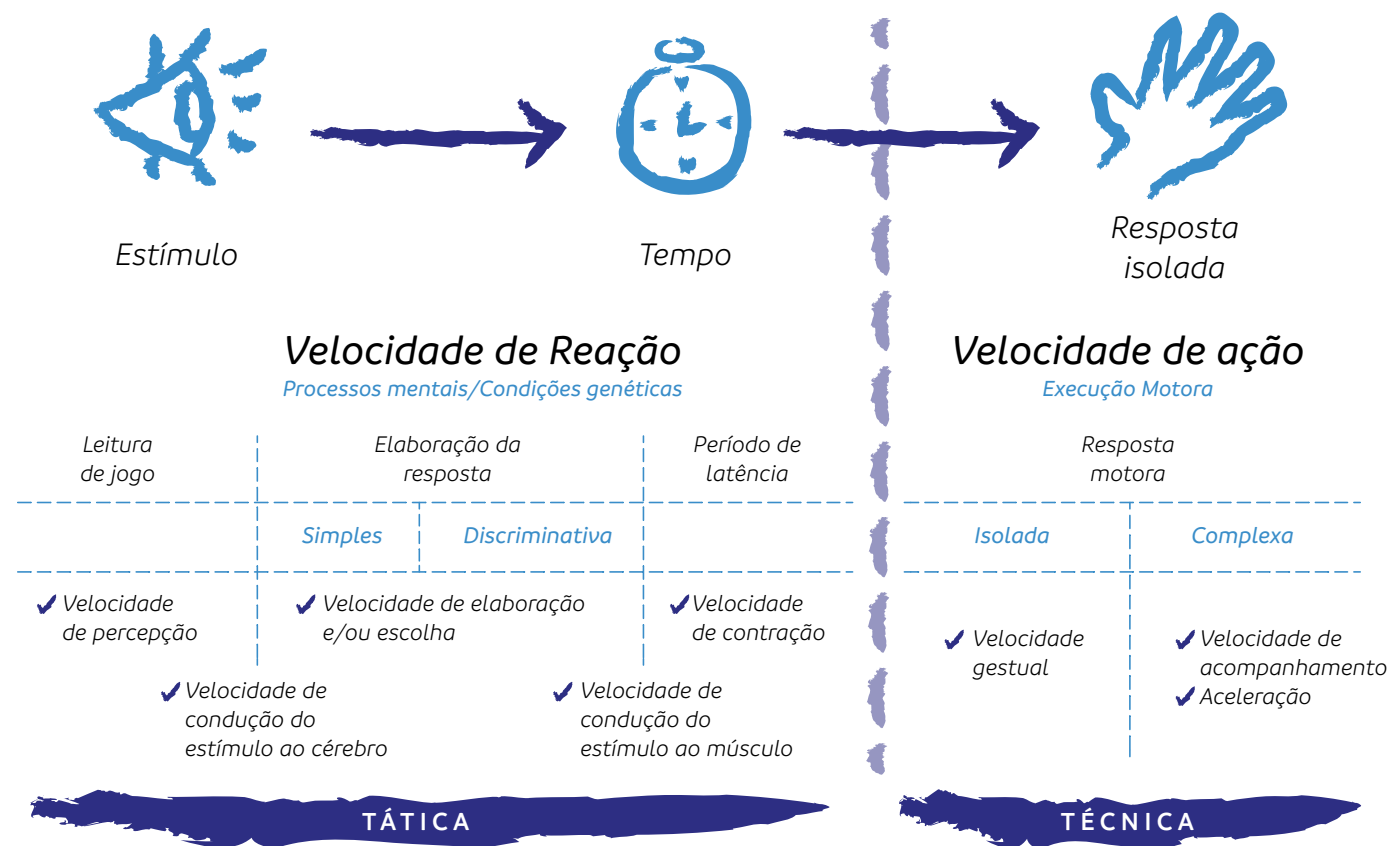 Estímulo
Tempo
Resposta
isolada
Velocidade de Reação
Processos mentais/Condições genéticas
Velocidade de ação
Execução Motora
Leitura
de jogo
Elaboração da
resposta
Período de
latência
Resposta
motora
Simples
Discriminativa
Isolada
Complexa
Velocidade
de percepção
Velocidade de elaboração
e/ou escolha
Velocidade
de contração
Velocidade
gestual
Velocidade de
acompanhamento
Aceleração
Velocidade de
condução do
estímulo ao cérebro
Velocidade de
condução do
estímulo ao músculo
TÁTICA
TÉCNICA